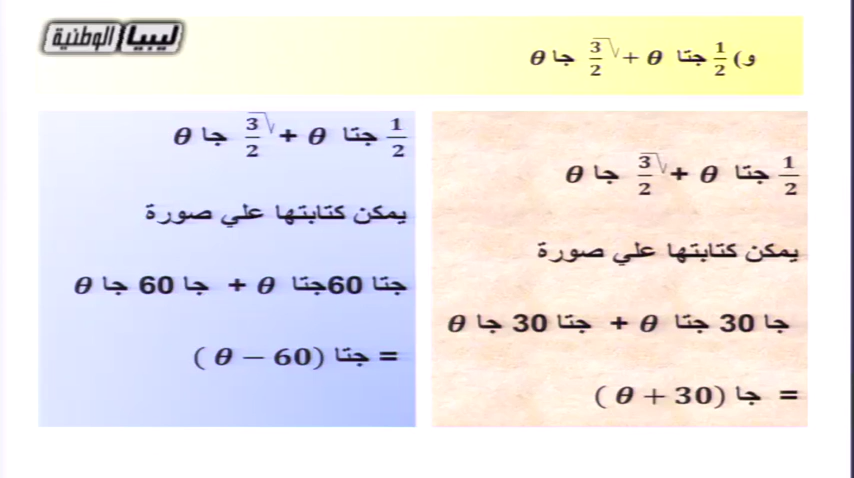 ليبيا الوطنية
و) 1/2 جتا θ + √3/2 جا θ
1/2 جتا θ + √3/2 جا θ
يمكن كتابتها علي صورة
جا 30 جتا θ + جتا 30 جا θ
= جا (30 + θ )
1/2 جتا θ + √3/2 جا θ
يمكن كتابتها علي صورة
جتا 60جتا θ + جا 60 جا θ
= جتا (60 − θ )